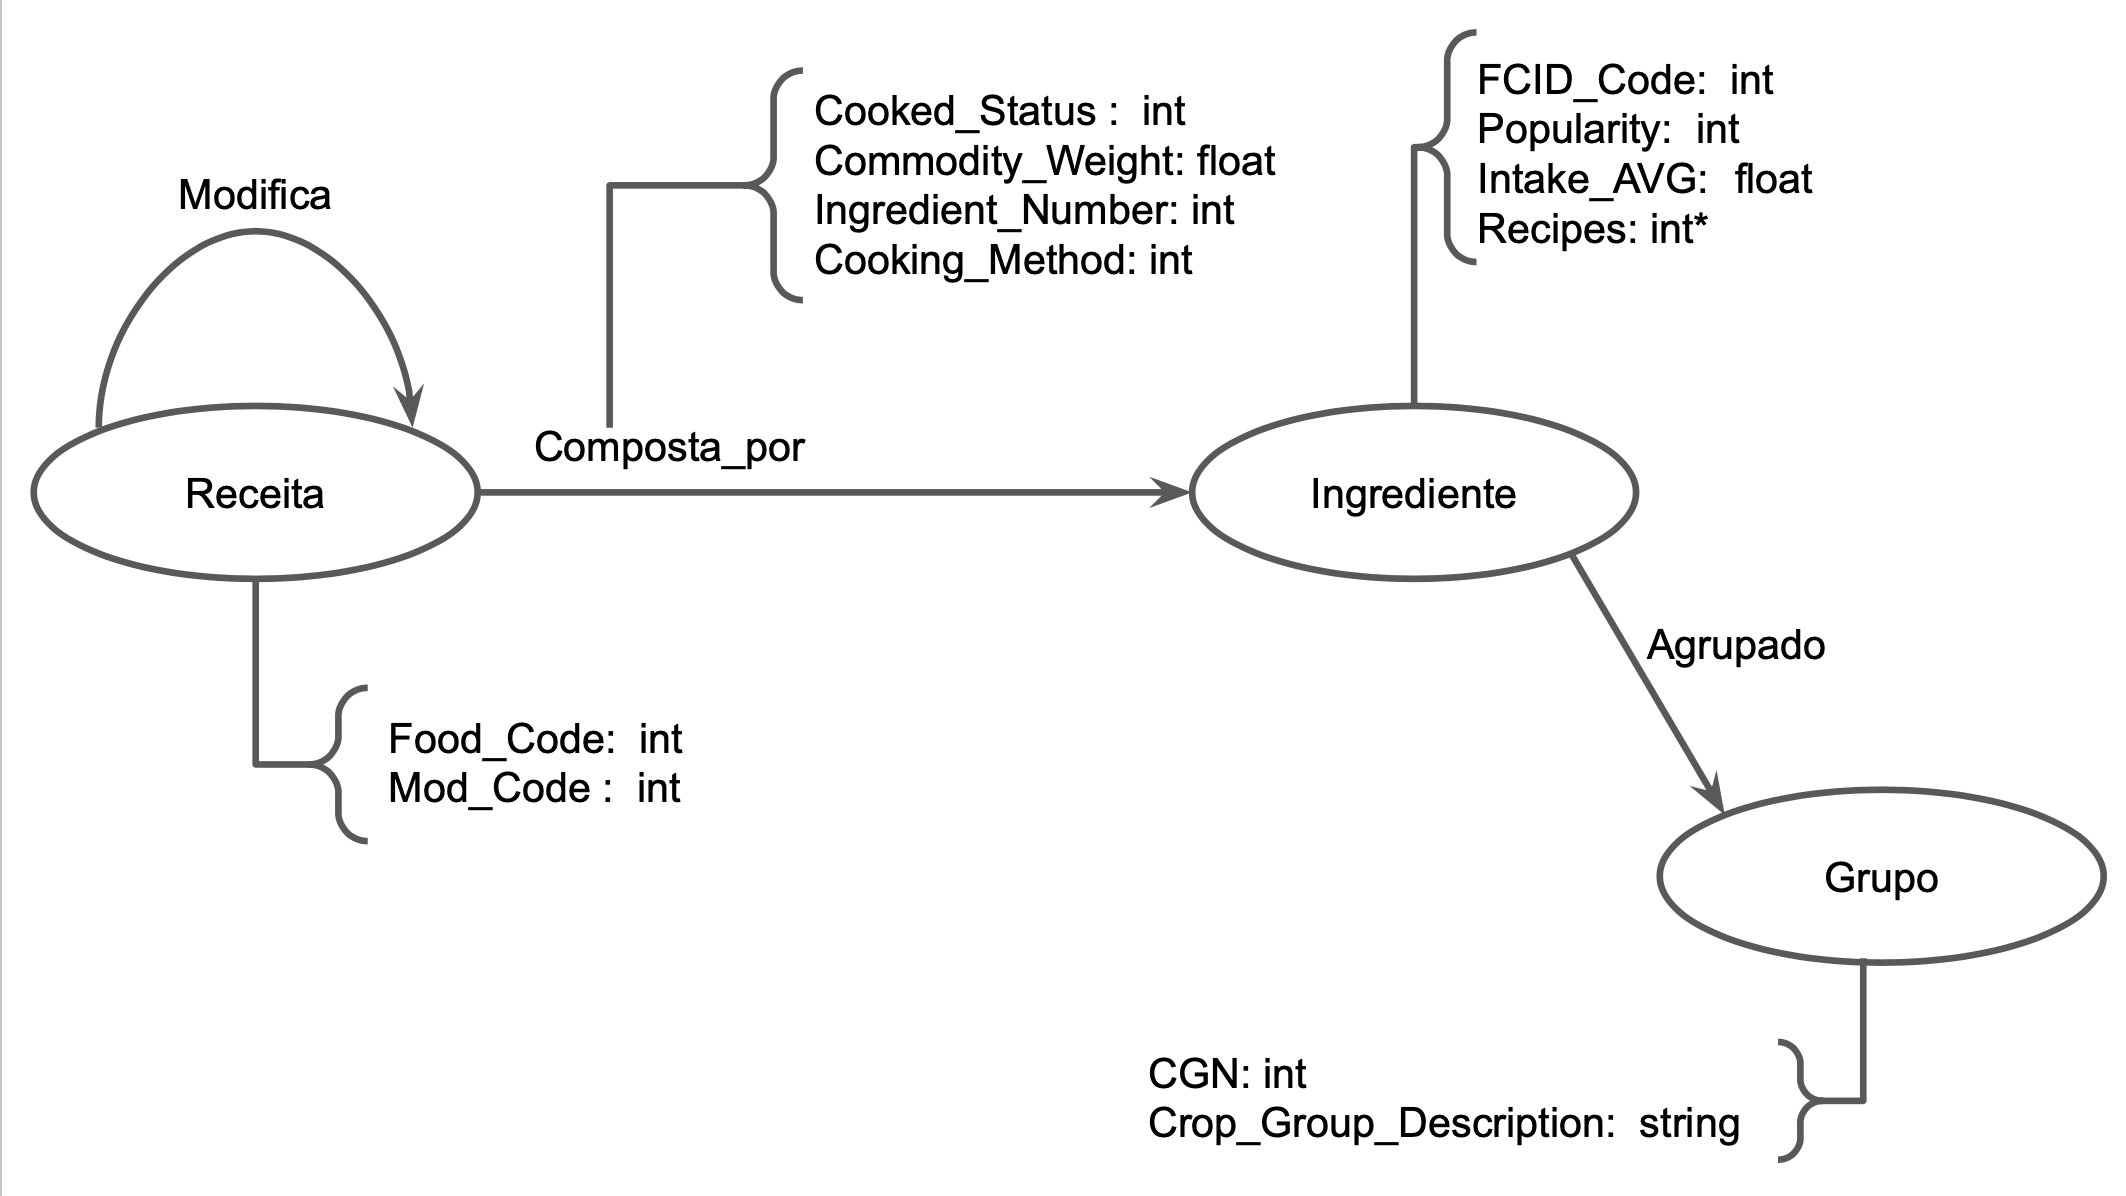 FCID_Code: int
Popularity: int
Intake_AVG: float
Recipes: int*
Cooked_Status : int
Commodity_Weight: float
Ingredient_Number: int
Cooking_Method: int
Modifica
Composta_por
Receita
Ingrediente
Agrupado
Food_Code: int
Mod_Code : int
Grupo
CGN: int
Crop_Group_Description: string